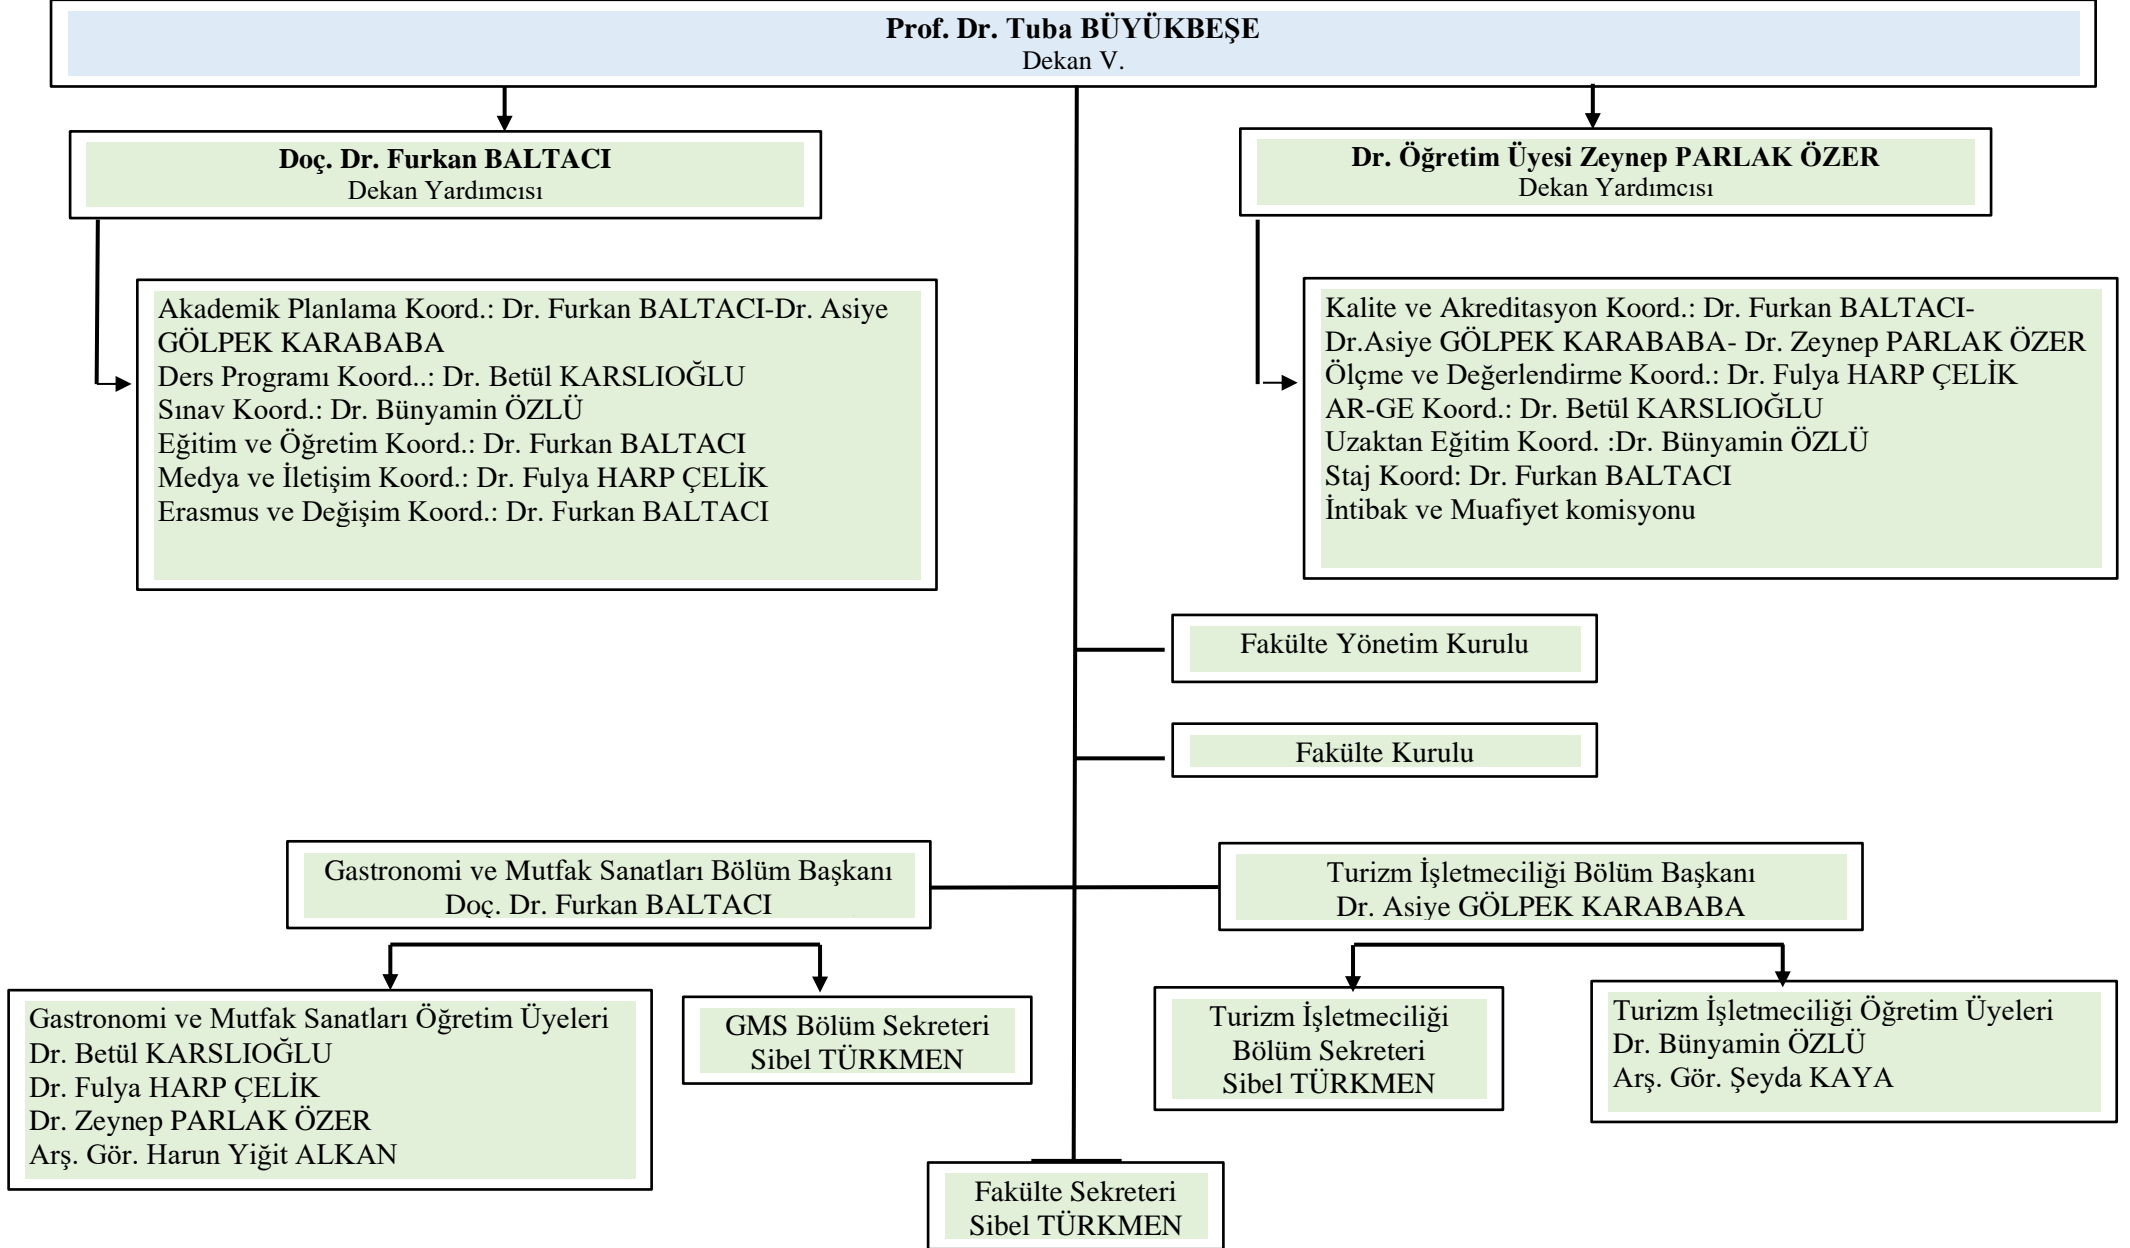 Prof. Dr. Tuba BÜYÜKBEŞE
Dekan V.
Doç. Dr. Furkan BALTACI
Dekan Yardımcısı
Dr. Öğretim Üyesi Zeynep PARLAK ÖZER
Dekan Yardımcısı
Akademik Planlama Koord.: Dr. Furkan BALTACI-Dr. Asiye
GÖLPEK KARABABA
Ders Programı Koord..: Dr. Betül KARSLIOĞLU
Sınav Koord.: Dr. Bünyamin ÖZLÜ
Eğitim ve Öğretim Koord.: Dr. Furkan BALTACI
Medya ve İletişim Koord.: Dr. Fulya HARP ÇELİK
Erasmus ve Değişim Koord.: Dr. Furkan BALTACI
Kalite ve Akreditasyon Koord.: Dr. Furkan BALTACI-
Dr.Asiye GÖLPEK KARABABA- Dr. Zeynep PARLAK ÖZER
Ölçme ve Değerlendirme Koord.: Dr. Fulya HARP ÇELİK
AR-GE Koord.: Dr. Betül KARSLIOĞLU
Uzaktan Eğitim Koord. :Dr. Bünyamin ÖZLÜ
Staj Koord: Dr. Furkan BALTACI
İntibak ve Muafiyet komisyonu
Fakülte Yönetim Kurulu
Fakülte Kurulu
Gastronomi ve Mutfak Sanatları Bölüm Başkanı
Doç. Dr. Furkan BALTACI
Turizm İşletmeciliği Bölüm Başkanı
Dr. Asiye GÖLPEK KARABABA
Gastronomi ve Mutfak Sanatları Öğretim Üyeleri
Dr. Betül KARSLIOĞLU
Dr. Fulya HARP ÇELİK
Dr. Zeynep PARLAK ÖZER
Arş. Gör. Harun Yiğit ALKAN
GMS Bölüm Sekreteri
Sibel TÜRKMEN
Turizm İşletmeciliği
Bölüm Sekreteri
Sibel TÜRKMEN
Turizm İşletmeciliği Öğretim Üyeleri
Dr. Bünyamin ÖZLÜ
Arş. Gör. Şeyda KAYA
Fakülte Sekreteri
Sibel TÜRKMEN